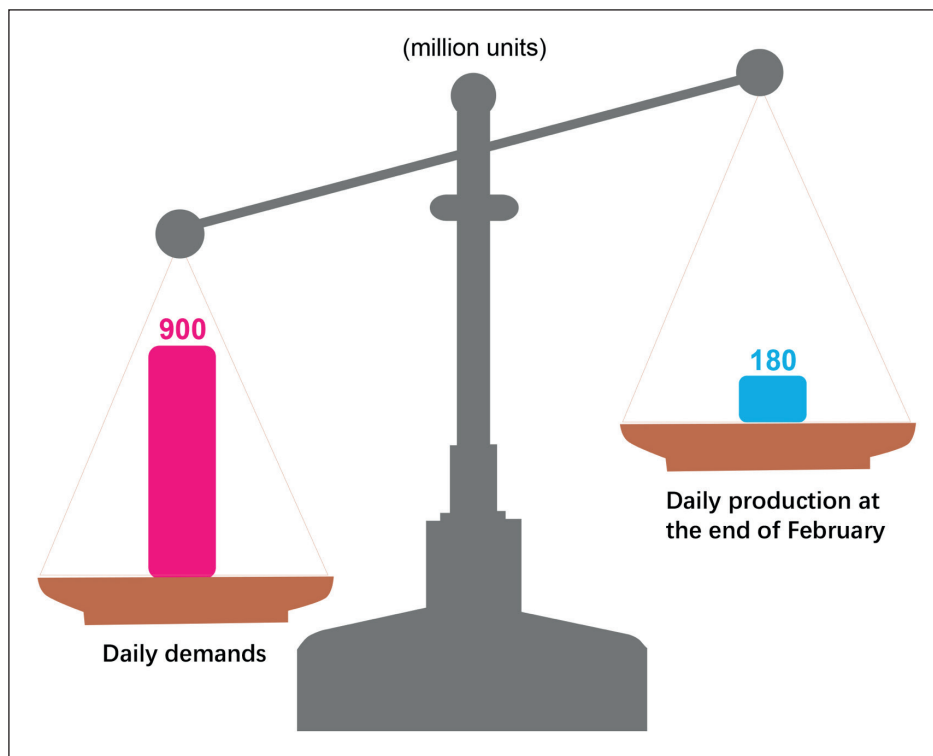 (million units)
900
180
Daily production at
the end of February
Daily demands